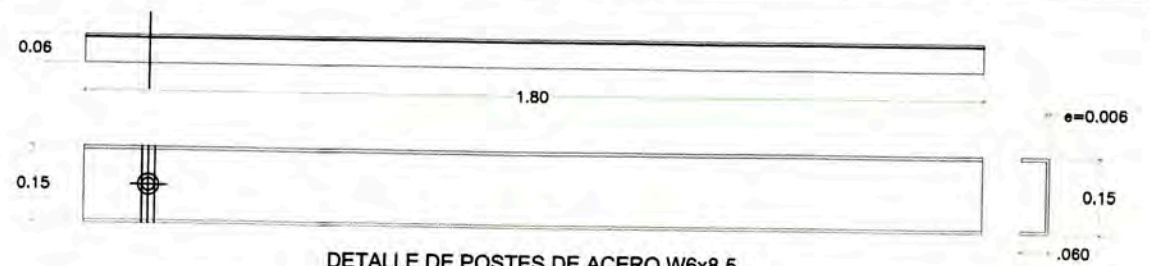 0.06
1.80
e=0.006
0.15
0.15
.060
DETALLE DE POSTES DE ACERO W6x8.5